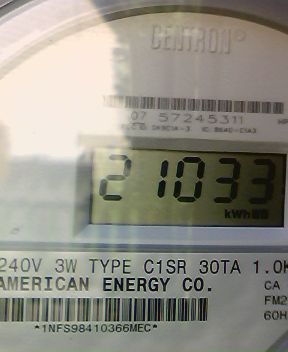 CENTRON®
07 57245311
21033
kWh
240V 3W TYPE C1SR 30TA 1.0K
AMERICAN ENERGY CO.
CA
FM2
60H
*1NFS98410366MEC*